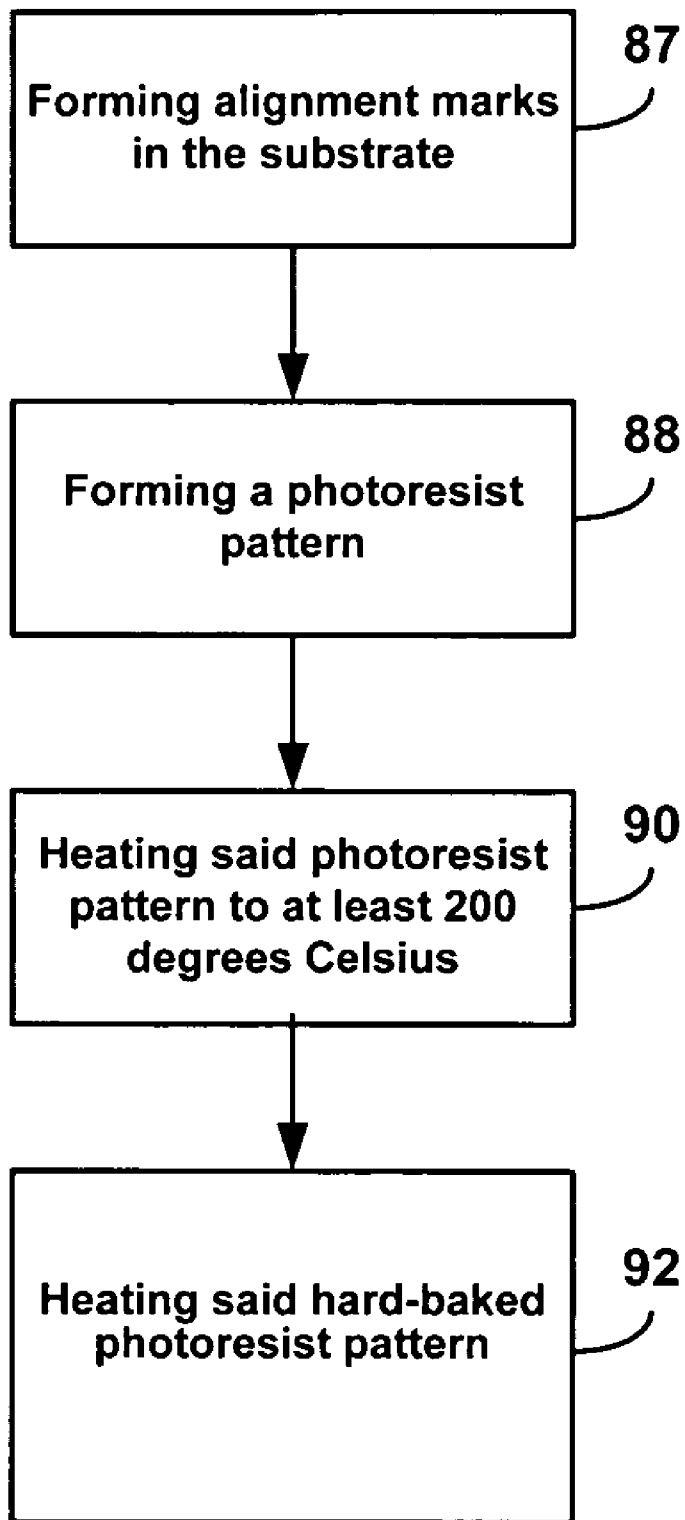 87
Forming alignment marks
in the substrate
88
Forming a photoresist
pattern
90
Heating said photoresist
pattern to at least 200
degrees Celsius
92
Heating said hard-baked
photoresist pattern